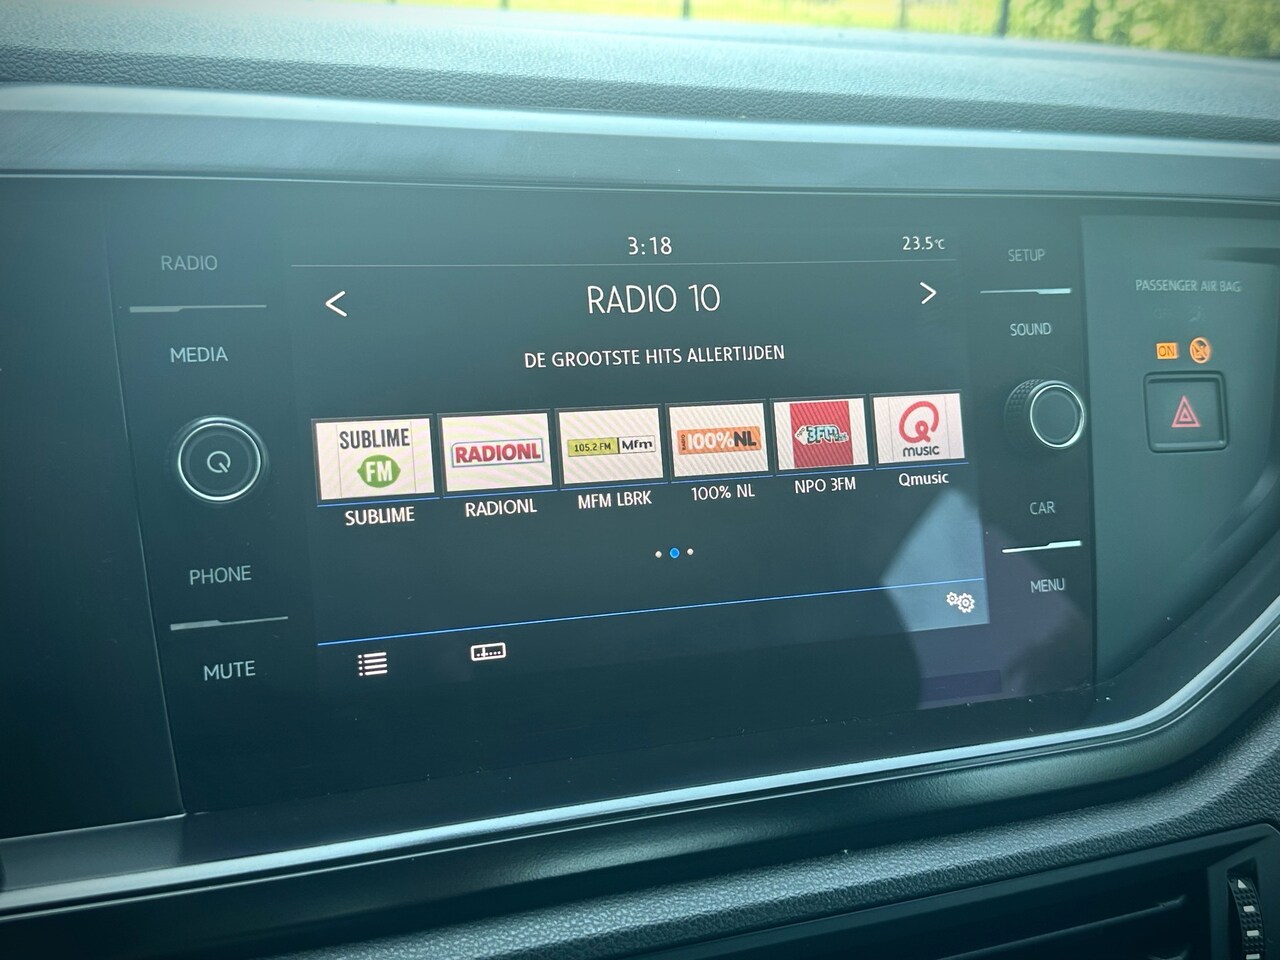 3:18
23.5°C
RADIO
SETUP
PASSENGER AIR BAG
RADIO 10
SOUND
MEDIA
DE GROOTSTE HITS ALLERTIJDEN
ON
SUBLIME
FM
RADIONL
105.2 FM Mfm
RADIO 100% NL
3FM
Q
MUSIC
SUBLIME
RADIONL
MFM LBRK
100% NL
NPO 3FM
Qmusic
CAR
PHONE
MENU
MUTE